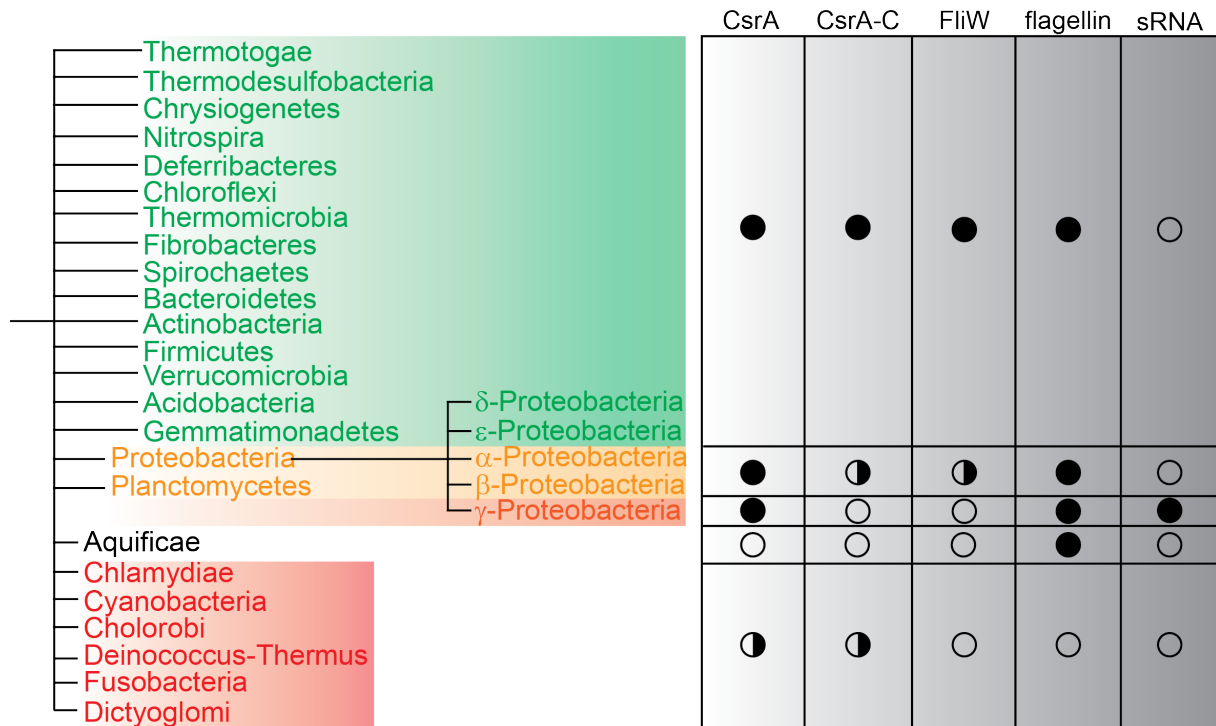 CsrA CsrA-C FliW flagellin sRNA
Thermotogae
Thermodesulfobacteria
Chrysiogenetes
Nitrospira
Deferribacteres
Chloroflexi
Thermomicrobia
Fibrobacteres
Spirochaetes
Bacteroidetes
Actinobacteria
Firmicutes
Verrucomicrobia
Acidobacteria
δ-Proteobacteria
Gemmatimonadetes
ε-Proteobacteria
Proteobacteria
α-Proteobacteria
Planctomycetes
β-Proteobacteria
γ-Proteobacteria
Aquificae
Chlamydiae
Cyanobacteria
Cholorobi
Deinococcus-Thermus
Fusobacteria
Dictyoglomi